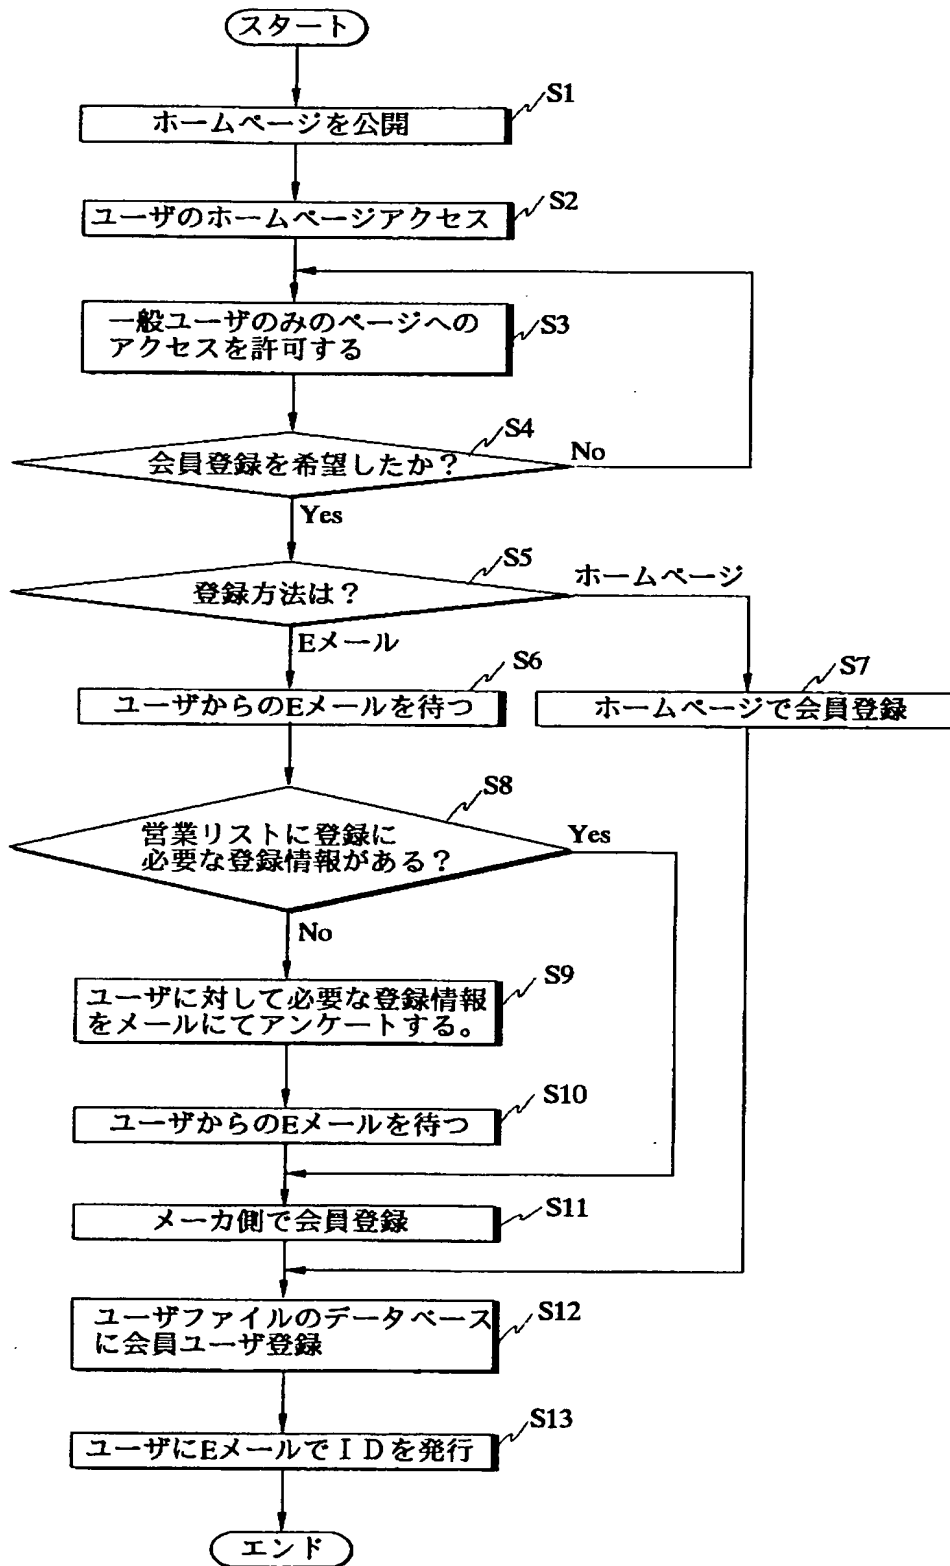 スタート
S1
ホームページを公開
S2
ユーザのホームページアクセス
S3
一般ユーザのみのページへの
アクセスを許可する
S4
会員登録を希望したか？
No
Yes
S5
登録方法は？
ホームページ
Eメール
S6
ユーザからのEメールを待つ
S7
ホームページで会員登録
S8
営業リストに登録に
必要な登録情報がある？
Yes
No
S9
ユーザに対して必要な登録情報
をメールにてアンケートする。
S10
ユーザからのEメールを待つ
S11
メーカ側で会員登録
S12
ユーザファイルのデータベース
に会員ユーザ登録
S13
ユーザにEメールでＩＤを発行
エンド